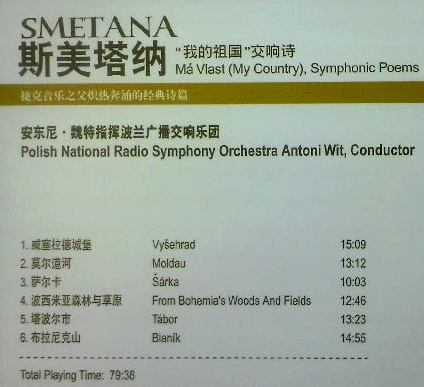 SMETANA
斯美塔纳 “我的祖国”交响诗
Má Vlast (My Country), Symphonic Poems
捷克音乐之父炽热奔涌的经典诗篇
安东尼·魏特指挥波兰广播交响乐团
Polish National Radio Symphony Orchestra Antoni Wit, Conductor
1. 威塞拉德城堡 Vyšehrad 15:09
2. 莫尔道河 Moldau 13:12
3. 萨尔卡 Šárka 10:03
4. 波西米亚森林与草原 From Bohemia's Woods And Fields 12:46
5. 塔波尔市 Tábor 13:23
6. 布拉尼克山 Blaník 14:55
Total Playing Time: 79:36